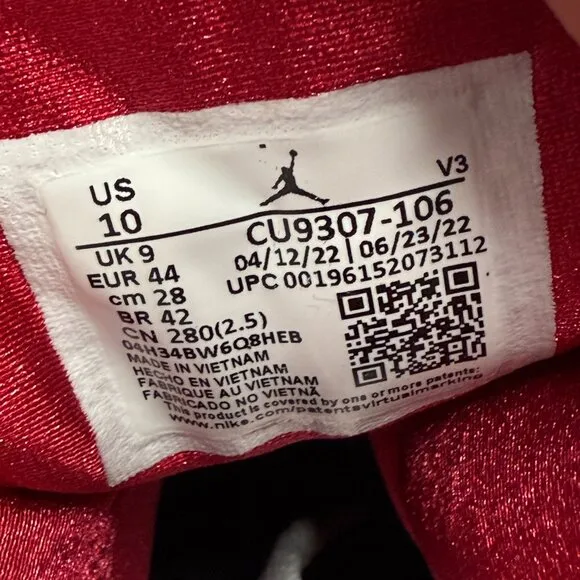 US
10
V3
CU9307-106
04/12/22 | 06/23/22
UPC 00196152073112
UK 9
EUR 44
cm 28
BR 42
CN 280(2.5)
04H34BW6Q8HEB
MADE IN VIETNAM
HECHO EN VIETNAM
FABRIQUE AU VIETNAM
FABRICADO NO VIETNÃ
This product is covered by one or more patents:
www.nike.com/patentsvirtualmarking